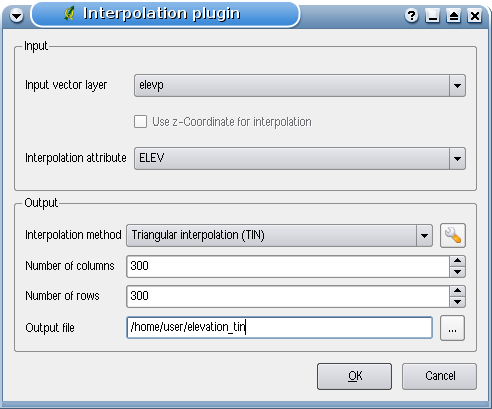 Interpolation plugin
Input
Input vector layer elevp
Use z-Coordinate for interpolation
Interpolation attribute ELEV
Output
Interpolation method Triangular interpolation (TIN)
Number of columns 300
Number of rows 300
Output file /home/user/elevation_tin ...
OK Cancel